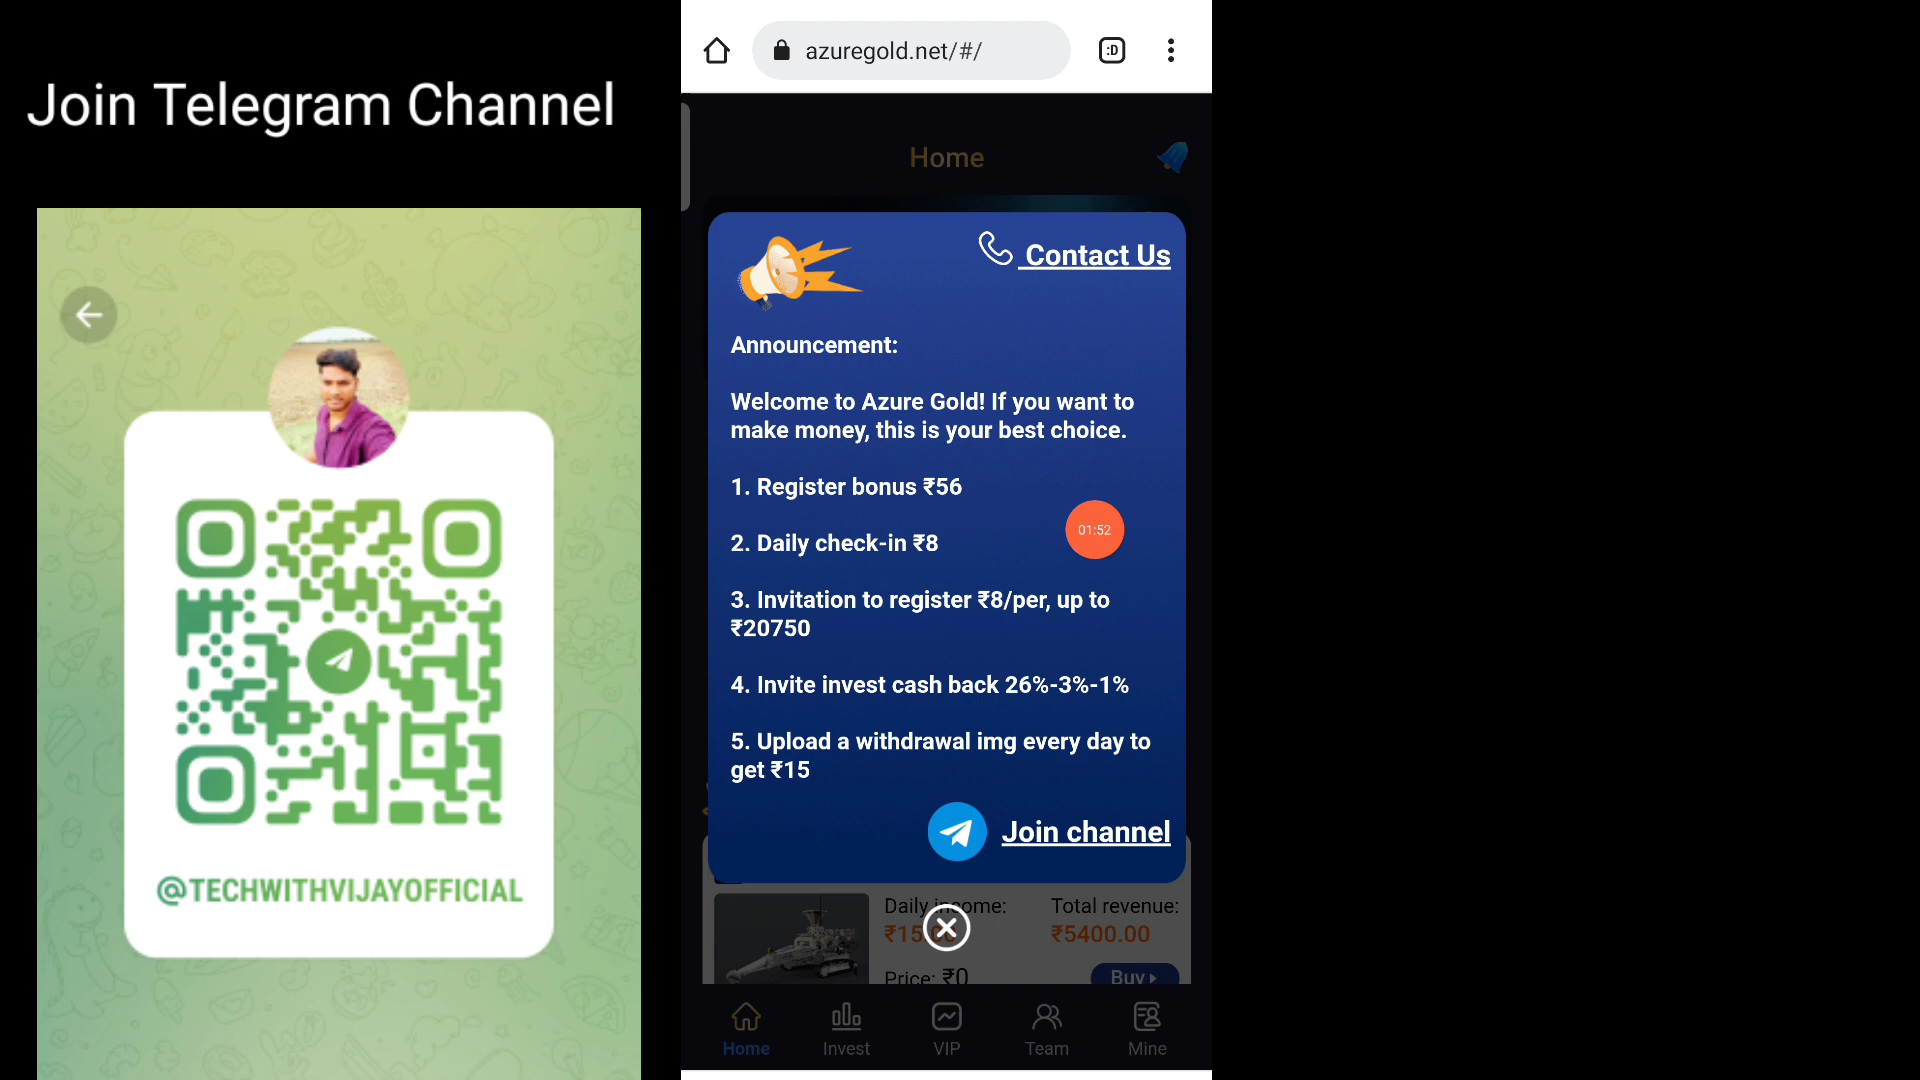 Join Telegram Channel
@TECHWITHVIJAYOFFICIAL
azuregold.net/#/
:D
Home
Contact Us
Announcement:
Welcome to Azure Gold! If you want to
make money, this is your best choice.
1. Register bonus ₹56
2. Daily check-in ₹8
01:52
3. Invitation to register ₹8/per, up to
₹20750
4. Invite invest cash back 26%-3%-1%
5. Upload a withdrawal img every day to
get ₹15
Join channel
Daily income:
Total revenue:
₹15.00
₹5400.00
Price: ₹0
Buy
Home
Invest
VIP
Team
Mine